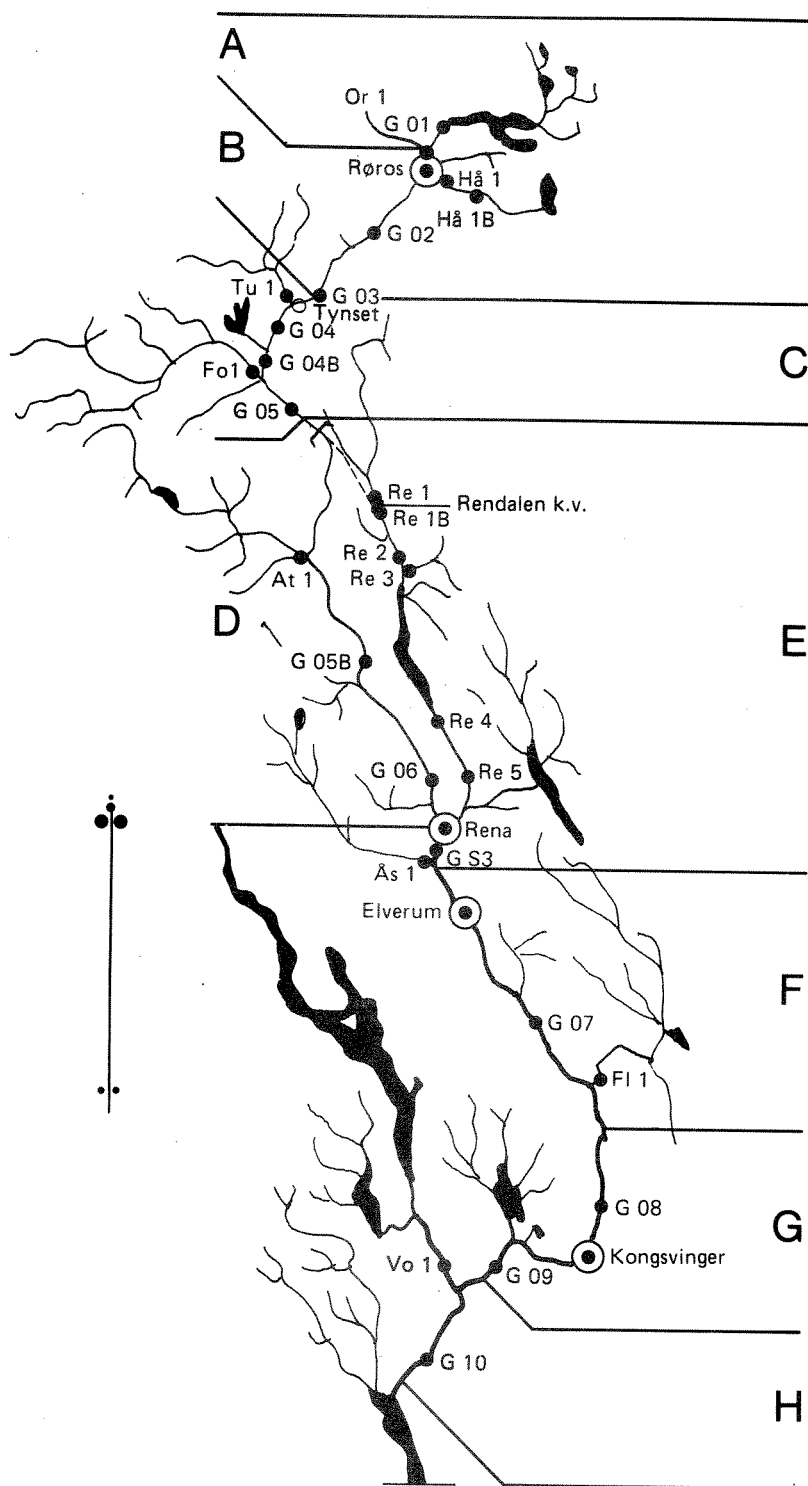 A
Or 1
G 01
B
Røros
Hå 1
Hå 1B
G 02
Tu 1
G 03
Tynset
G 04
G 04B
C
Fo1
G 05
Re 1
Rendalen k.v.
Re 1B
Re 2
At 1
Re 3
D
E
G 05B
Re 4
G 06
Re 5
Rena
G S3
Ås 1
Elverum
F
G 07
Fl 1
G 08
G
Vo 1
G 09
Kongsvinger
G 10
H